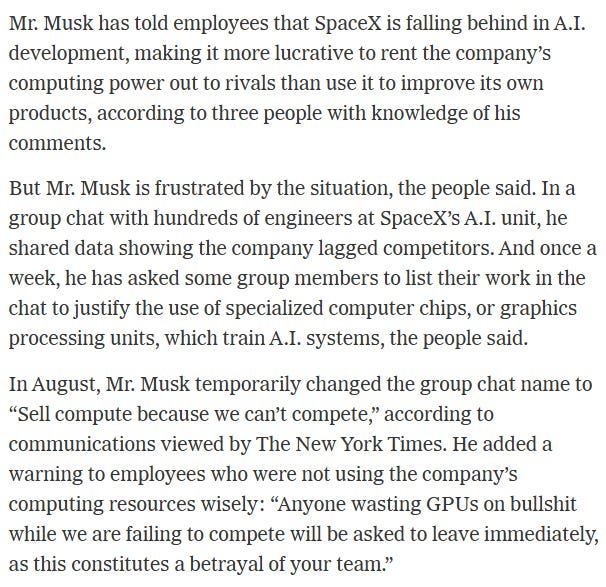 Mr. Musk has told employees that SpaceX is falling behind in A.I.
development, making it more lucrative to rent the company’s
computing power out to rivals than use it to improve its own
products, according to three people with knowledge of his
comments.
But Mr. Musk is frustrated by the situation, the people said. In a
group chat with hundreds of engineers at SpaceX’s A.I. unit, he
shared data showing the company lagged competitors. And once a
week, he has asked some group members to list their work in the
chat to justify the use of specialized computer chips, or graphics
processing units, which train A.I. systems, the people said.
In August, Mr. Musk temporarily changed the group chat name to
“Sell compute because we can’t compete,” according to
communications viewed by The New York Times. He added a
warning to employees who were not using the company’s
computing resources wisely: “Anyone wasting GPUs on bullshit
while we are failing to compete will be asked to leave immediately,
as this constitutes a betrayal of your team.”